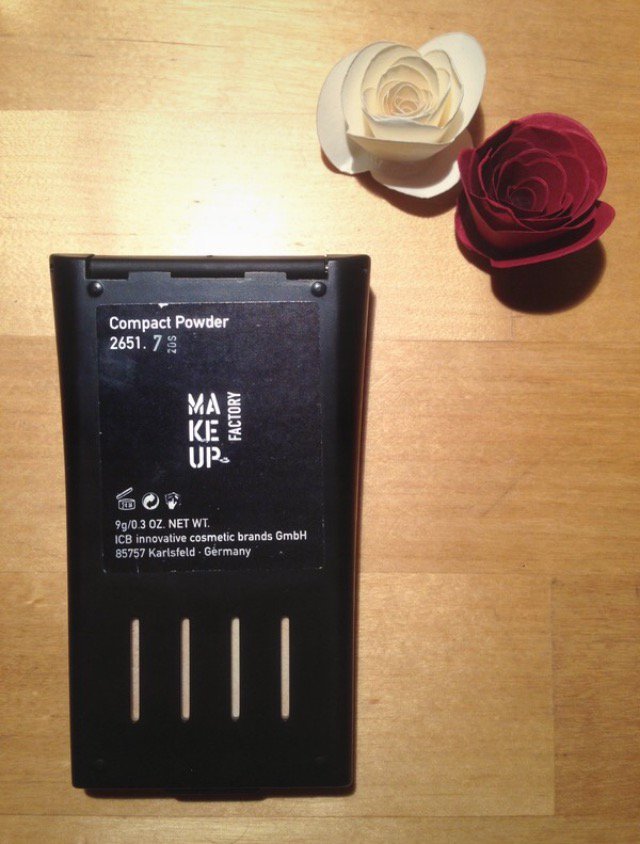 Compact Powder
2651. 7
MA
KE
UP
FACTORY
9g/0.3 OZ. NET WT.
ICB innovative cosmetic brands GmbH
85757 Karlsfeld · Germany